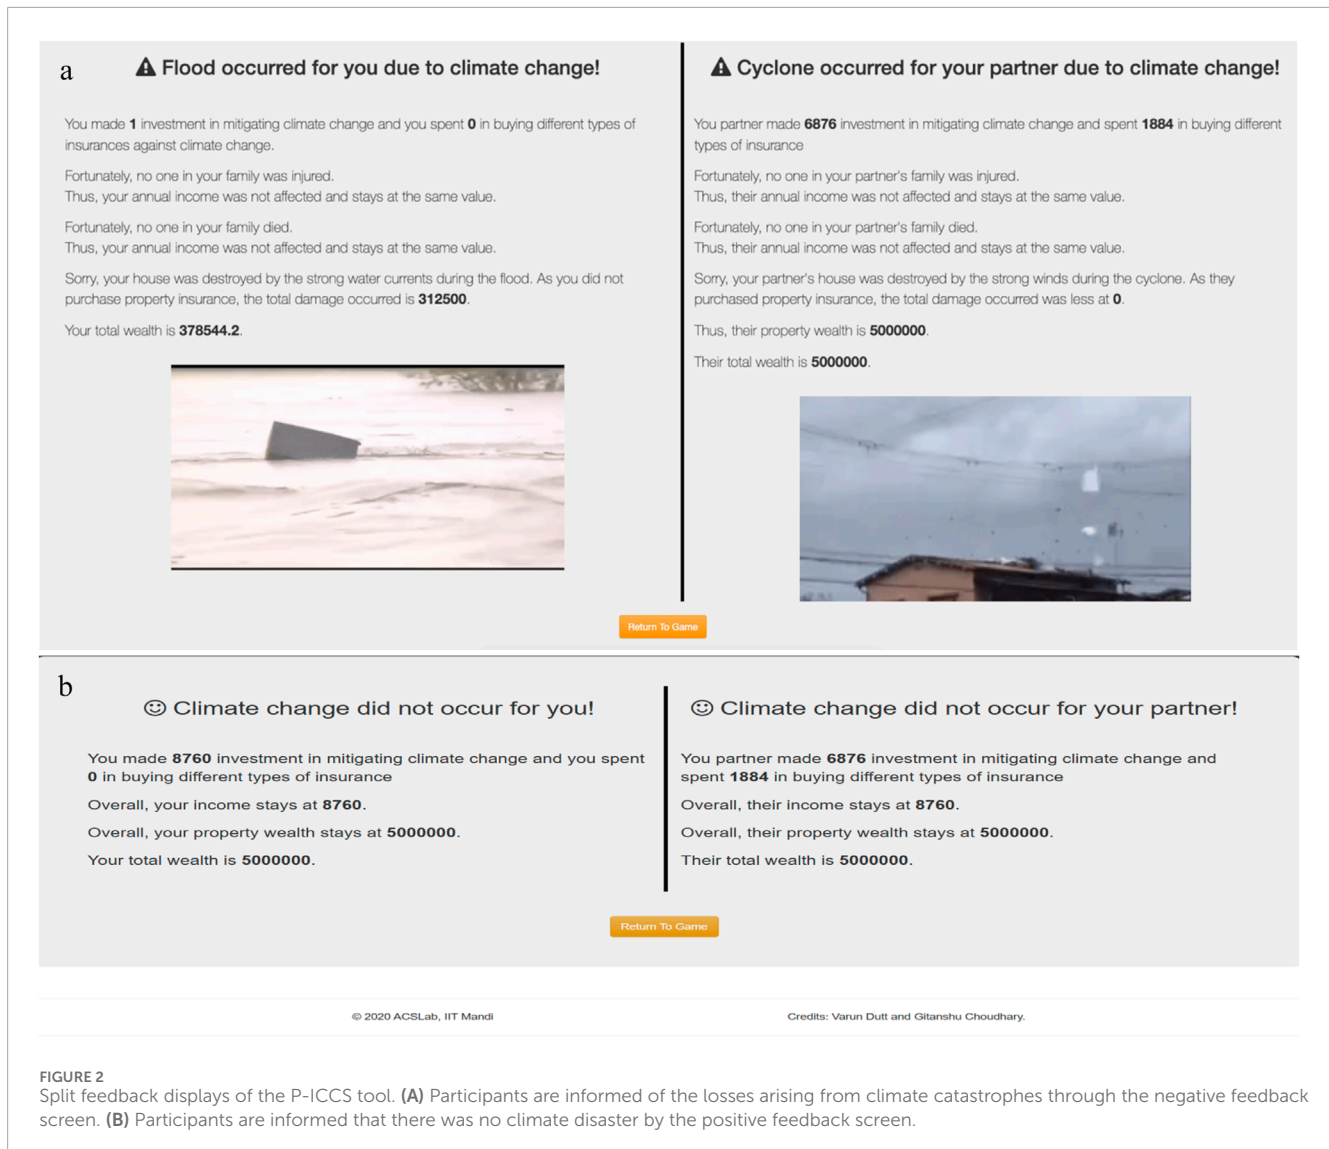 a
Flood occurred for you due to climate change!
You made 1 investment in mitigating climate change and you spent 0 in buying different types of
insurances against climate change.
Fortunately, no one in your family was injured.
Thus, your annual income was not affected and stays at the same value.
Fortunately, no one in your family died.
Thus, your annual income was not affected and stays at the same value.
Sorry, your house was destroyed by the strong water currents during the flood. As you did not
purchase property insurance, the total damage occurred is 312500.
Your total wealth is 378544.2.
Cyclone occurred for your partner due to climate change!
You partner made 6876 investment in mitigating climate change and spent 1884 in buying different
types of insurance
Fortunately, no one in your partner's family was injured.
Thus, their annual income was not affected and stays at the same value.
Fortunately, no one in your partner's family died.
Thus, their annual income was not affected and stays at the same value.
Sorry, your partner's house was destroyed by the strong winds during the cyclone. As they
purchased property insurance, the total damage occurred was less at 0.
Thus, their property wealth is 5000000.
Their total wealth is 5000000.
Return To Game
b
Climate change did not occur for you!
You made 8760 investment in mitigating climate change and you spent
0 in buying different types of insurance
Overall, your income stays at 8760.
Overall, your property wealth stays at 5000000.
Your total wealth is 5000000.
Climate change did not occur for your partner!
You partner made 6876 investment in mitigating climate change and
spent 1884 in buying different types of insurance
Overall, their income stays at 8760.
Overall, their property wealth stays at 5000000.
Their total wealth is 5000000.
Return To Game
© 2020 ACSLab, IIT Mandi
Credits: Varun Dutt and Gitanshu Choudhary.
FIGURE 2
Split feedback displays of the P-ICCS tool. (A) Participants are informed of the losses arising from climate catastrophes through the negative feedback
screen. (B) Participants are informed that there was no climate disaster by the positive feedback screen.